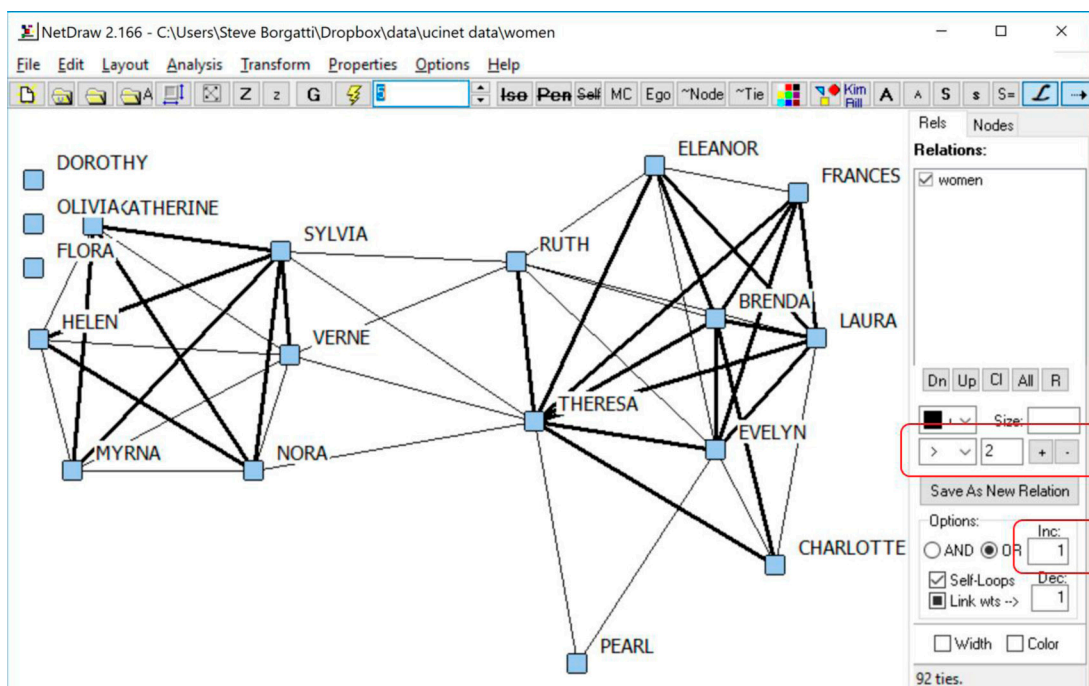 NetDraw 2.166 - C:\Users\Steve Borgatti\Dropbox\data\ucinet data\women
File Edit Layout Analysis Transform Properties Options Help
A Z z G 5 Iso Pen Self MC Ego ~Node ~Tie Kim Bill A A S s S= L
Rels Nodes
Relations:
women
ELEANOR
DOROTHY
FRANCES
OLIVIA KATHERINE
SYLVIA
RUTH
FLORA
BRENDA
HELEN
VERNE
LAURA
Dn Up Cl All R
THERESA
Size:
EVELYN
MYRNA NORA
> 2 + -
Save As New Relation
Options:
Inc:
AND OR 1
CHARLOTTE
Self-Loops Dec:
Link wts --> 1
PEARL
Width Color
92 ties.